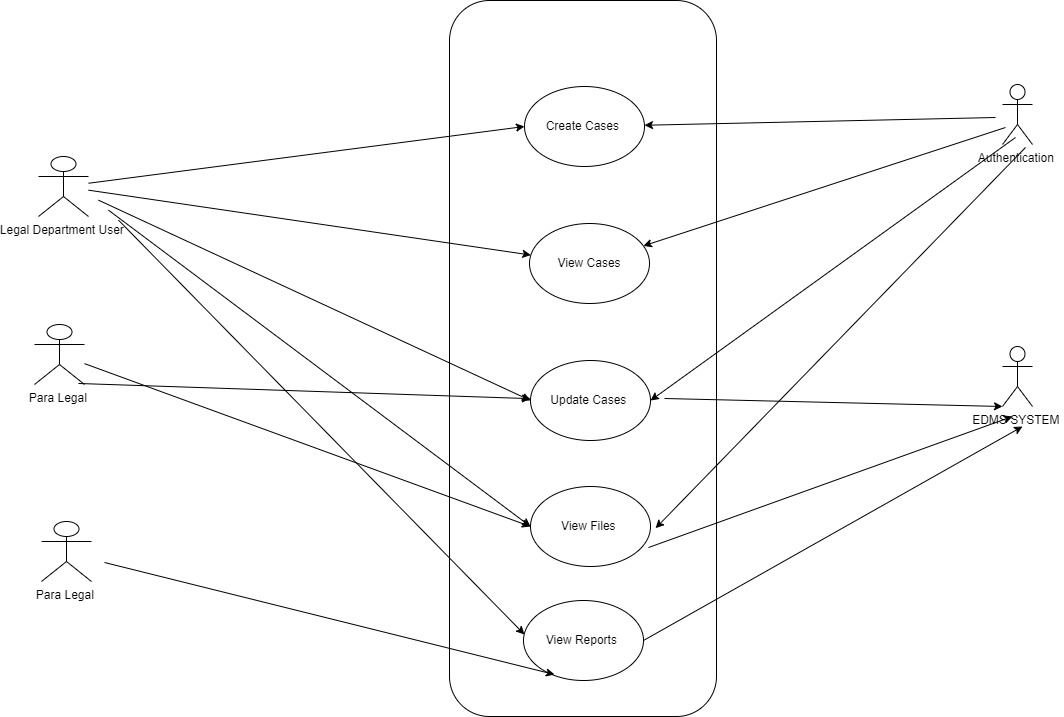 Create Cases
Authentication
Legal Department User
View Cases
Para Legal
Update Cases
EDMS SYSTEM
View Files
Para Legal
View Reports